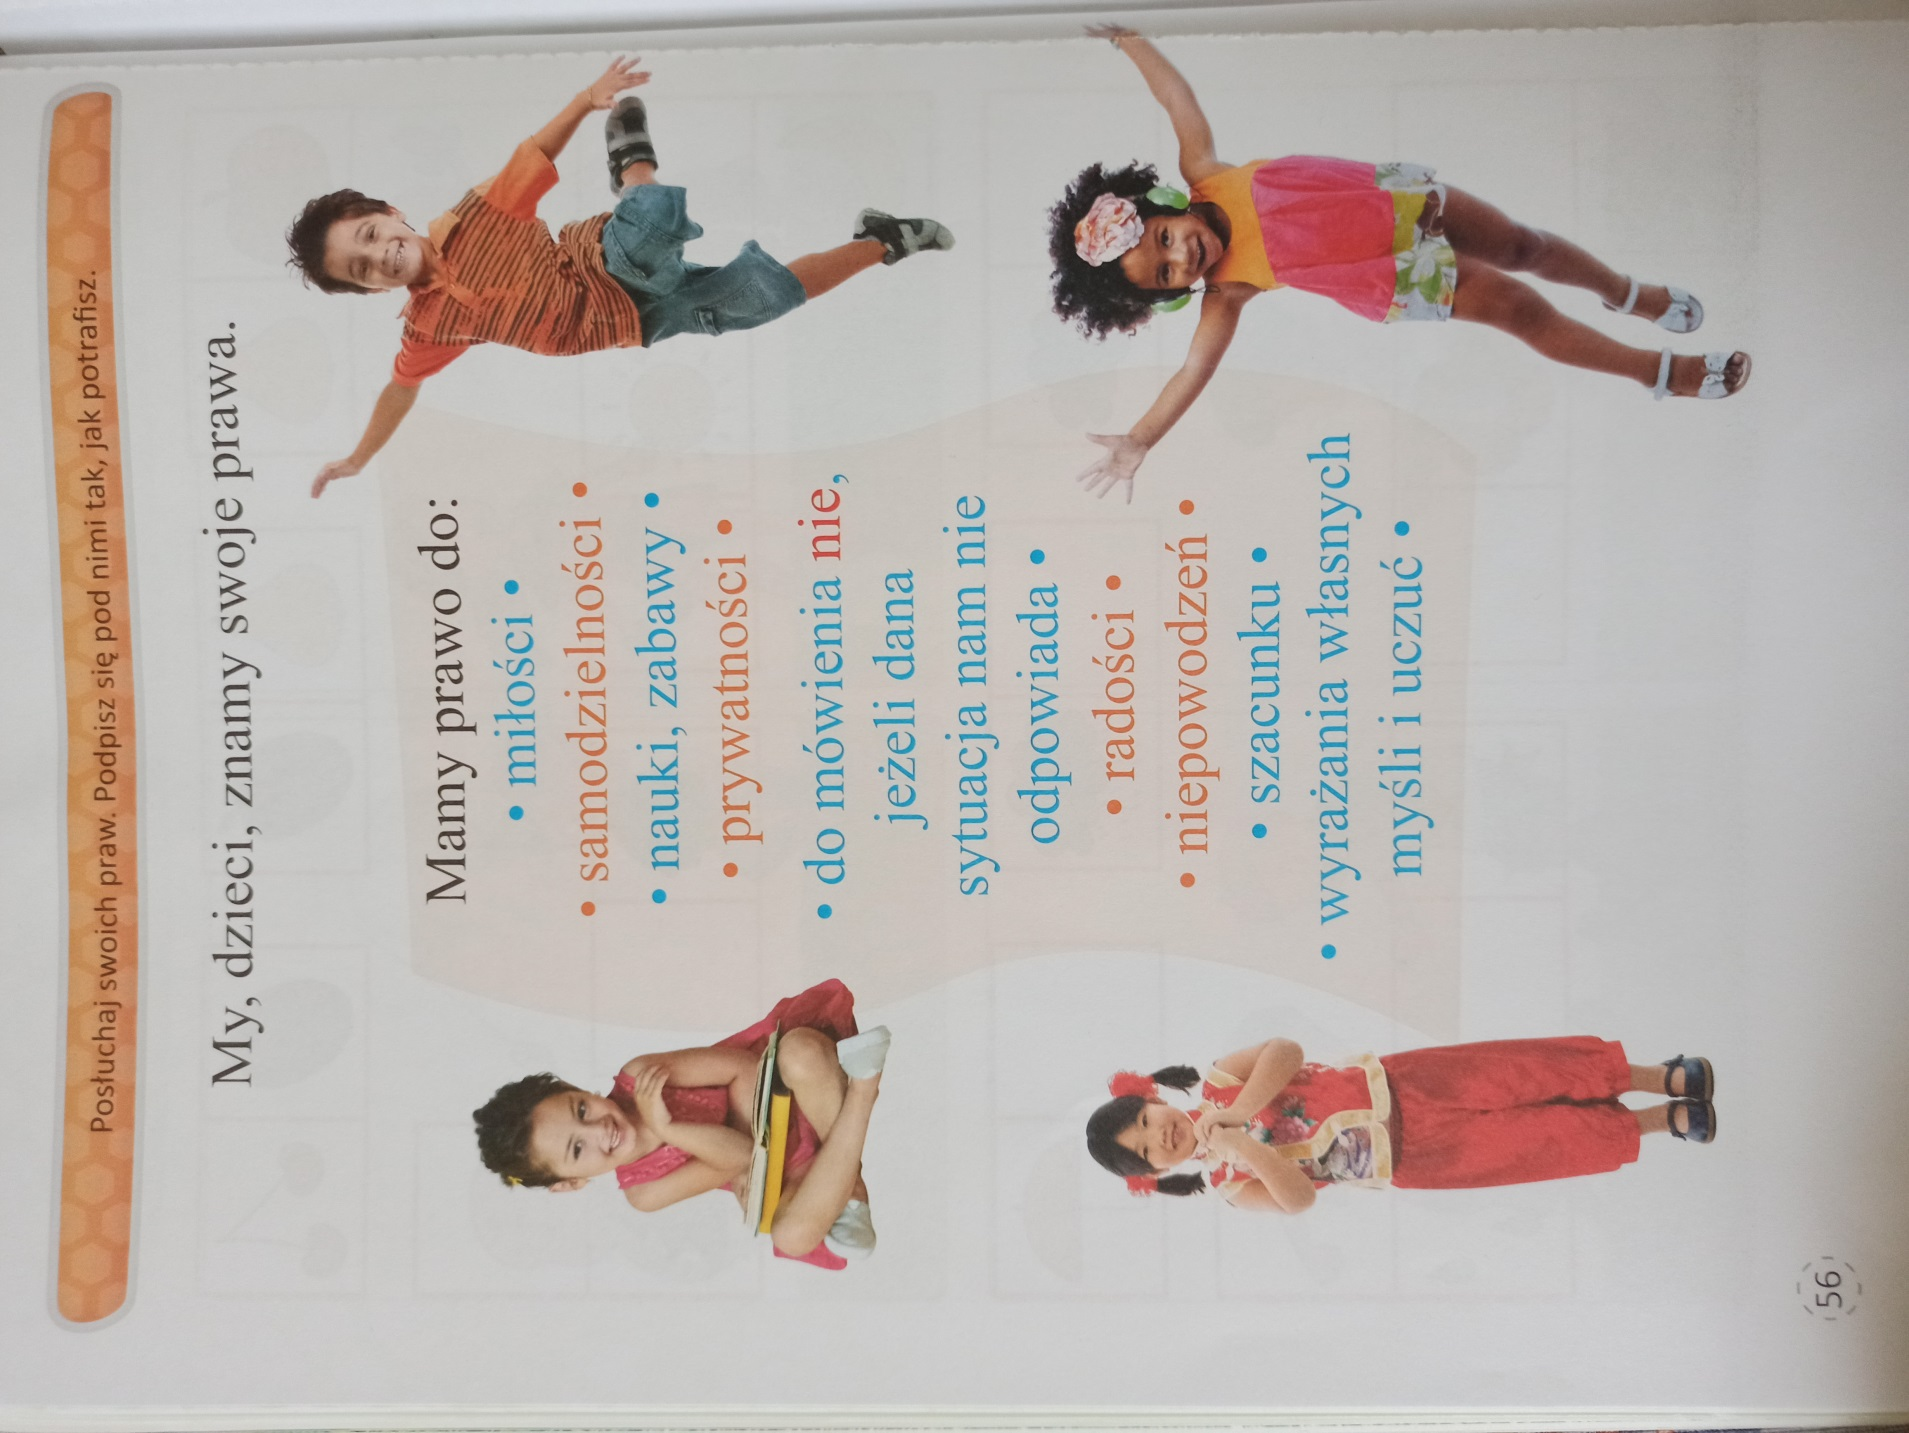 Posłuchaj swoich praw. Podpisz się pod nimi tak, jak potrafisz.
My, dzieci, znamy swoje prawa.
Mamy prawo do:
• miłości •
• samodzielności •
• nauki, zabawy •
• prywatności •
• do mówienia nie,
jeżeli dana
sytuacja nam nie
odpowiada •
• radości •
• niepowodzeń •
• szacunku •
• wyrażania własnych
myśli i uczuć •
56